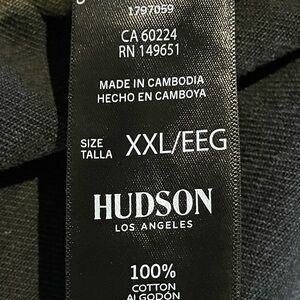 1797059
CA 60224
RN 149651
MADE IN CAMBODIA
HECHO EN CAMBOYA
SIZE
TALLA XXL/EEG
HUDSON
LOS ANGELES
100%
COTTON
ALGODÓN